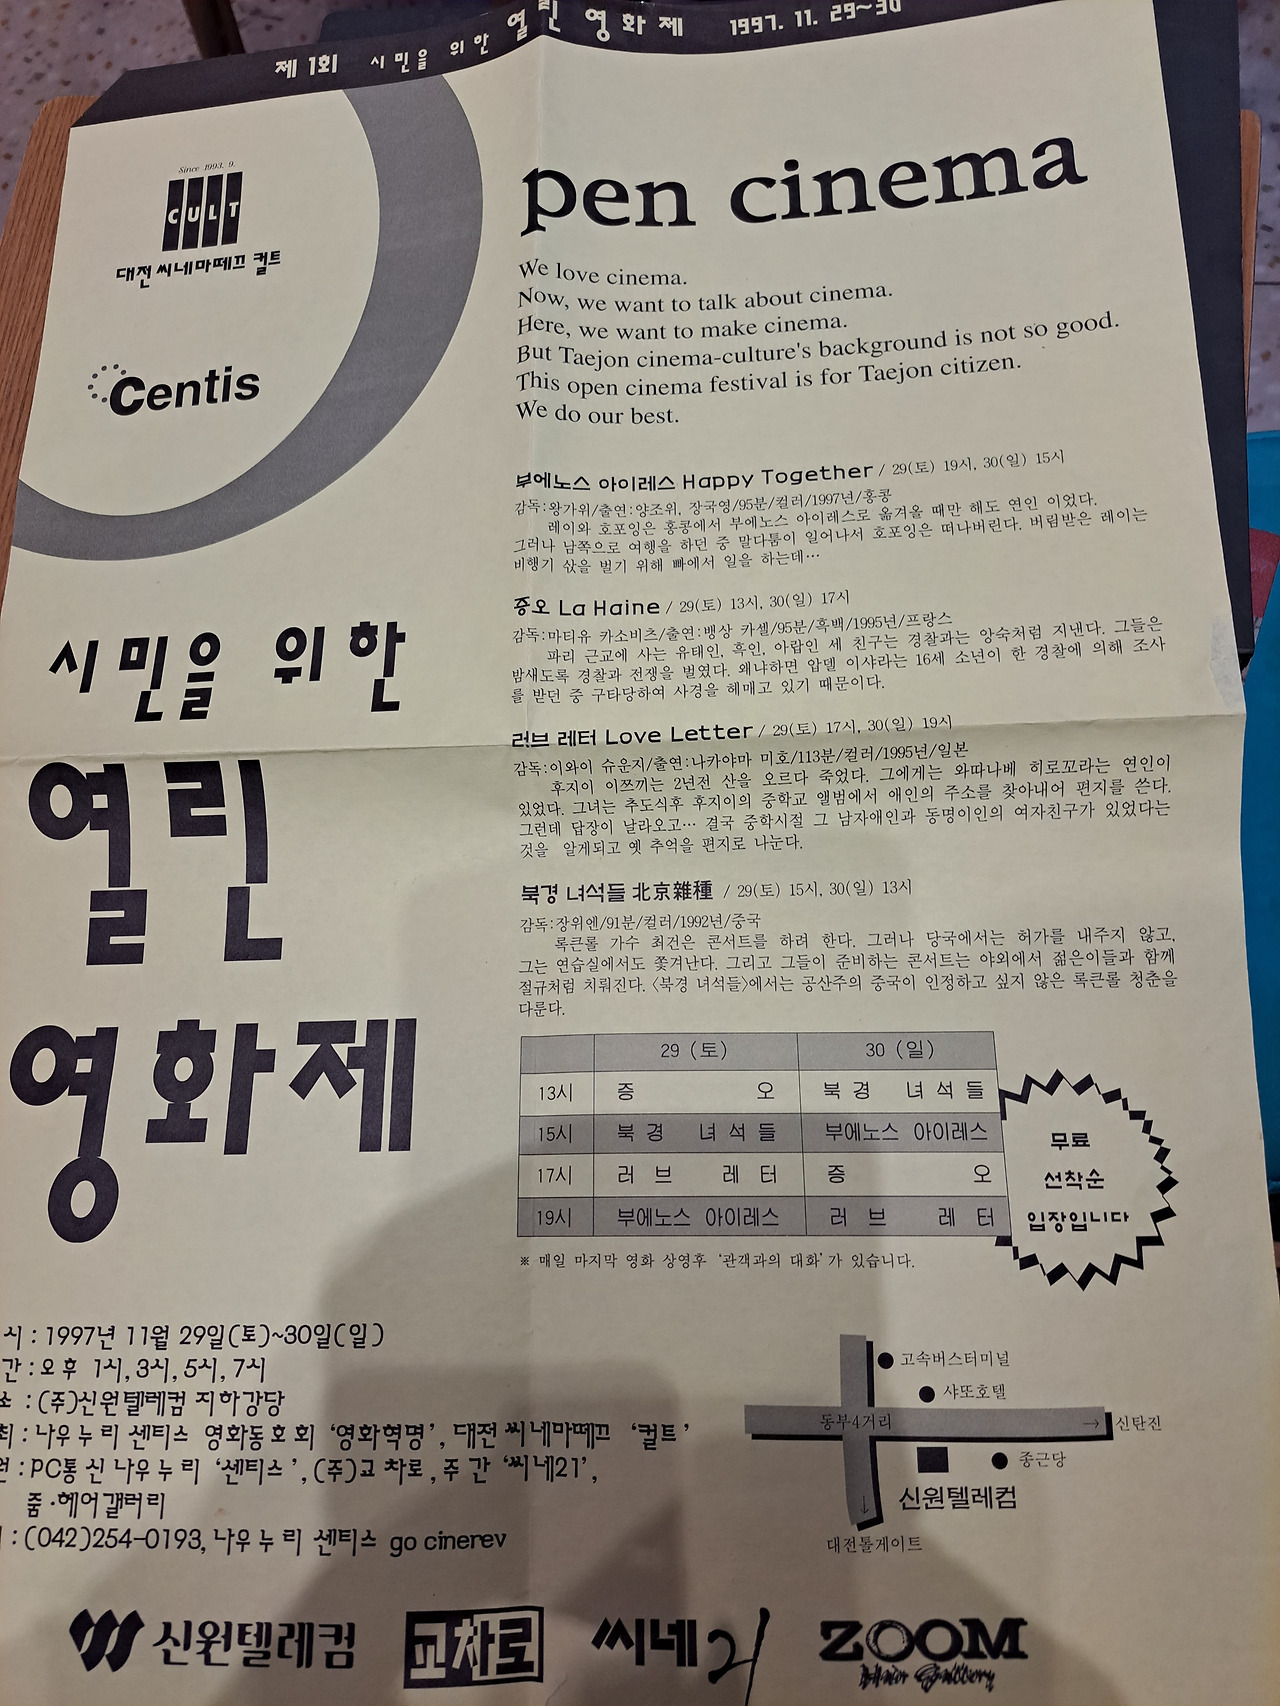 제1회 시민을 위한 열린 영화제 1997. 11. 29~30
Since 1993. 9.
CULT
대전 씨네마떼끄 컬트
Centis
pen cinema
We love cinema.
Now, we want to talk about cinema.
Here, we want to make cinema.
But Taejon cinema-culture's background is not so good.
This open cinema festival is for Taejon citizen.
We do our best.
시민을 위한
열린
영화제
부에노스 아이레스 Happy Together / 29(토) 19시, 30(일) 15시
감독:왕가위/출연:양조위, 장국영/95분/컬러/1997년/홍콩
레이와 호포잉은 홍콩에서 부에노스 아이레스로 옮겨올 때만 해도 연인 이었다.
그러나 남쪽으로 여행을 하던 중 말다툼이 일어나서 호포잉은 떠나버린다. 버림받은 레이는
비행기 삯을 벌기 위해 빠에서 일을 하는데…
증오 La Haine / 29(토) 13시, 30(일) 17시
감독:마티유 카소비츠/출연:뱅상 카셀/95분/흑백/1995년/프랑스
파리 근교에 사는 유태인, 흑인, 아랍인 세 친구는 경찰과는 앙숙처럼 지낸다. 그들은
밤새도록 경찰과 전쟁을 벌였다. 왜냐하면 압델 이샤라는 16세 소년이 한 경찰에 의해 조사
를 받던 중 구타당하여 사경을 헤매고 있기 때문이다.
러브 레터 Love Letter / 29(토) 17시, 30(일) 19시
감독:이와이 슈운지/출연:나카야마 미호/113분/컬러/1995년/일본
후지이 이쯔끼는 2년전 산을 오르다 죽었다. 그에게는 와따나베 히로꼬라는 연인이
있었다. 그녀는 추도식후 후지이의 중학교 앨범에서 애인의 주소를 찾아내어 편지를 쓴다.
그런데 답장이 날라오고… 결국 중학시절 그 남자애인과 동명이인의 여자친구가 있었다는
것을 알게되고 옛 추억을 편지로 나눈다.
북경 녀석들 北京雜種 / 29(토) 15시, 30(일) 13시
감독:장위엔/91분/컬러/1992년/중국
록큰롤 가수 최건은 콘서트를 하려 한다. 그러나 당국에서는 허가를 내주지 않고,
그는 연습실에서도 쫓겨난다. 그리고 그들이 준비하는 콘서트는 야외에서 젊은이들과 함께
절규처럼 치뤄진다. 〈북경 녀석들〉에서는 공산주의 중국이 인정하고 싶지 않은 록큰롤 청춘을
다룬다.
29 (토) 30 (일)
13시 증 오 북 경 녀 석 들
15시 북 경 녀 석 들 부에노스 아이레스
17시 러 브 레 터 증 오
19시 부에노스 아이레스 러 브 레 터
무료
선착순
입장입니다
※ 매일 마지막 영화 상영후 '관객과의 대화'가 있습니다.
시 : 1997년 11월 29일(토)~30일(일)
간 : 오후 1시, 3시, 5시, 7시
소 : (주)신원텔레컴 지하강당
최 : 나우누리 센티스 영화동호회 '영화혁명', 대전 씨네마떼끄 '컬트'
원 : PC통신 나우누리 '센티스', (주)교차로, 주간 '씨네21',
줌·헤어갤러리
: (042)254-0193, 나우누리 센티스 go cinerev
고속버스터미널
샤또호텔
동부4거리 → 신탄진
종근당
신원텔레컴
↓
대전톨게이트
신원텔레컴
교차로
씨네21
ZOOM
Hair Gallery